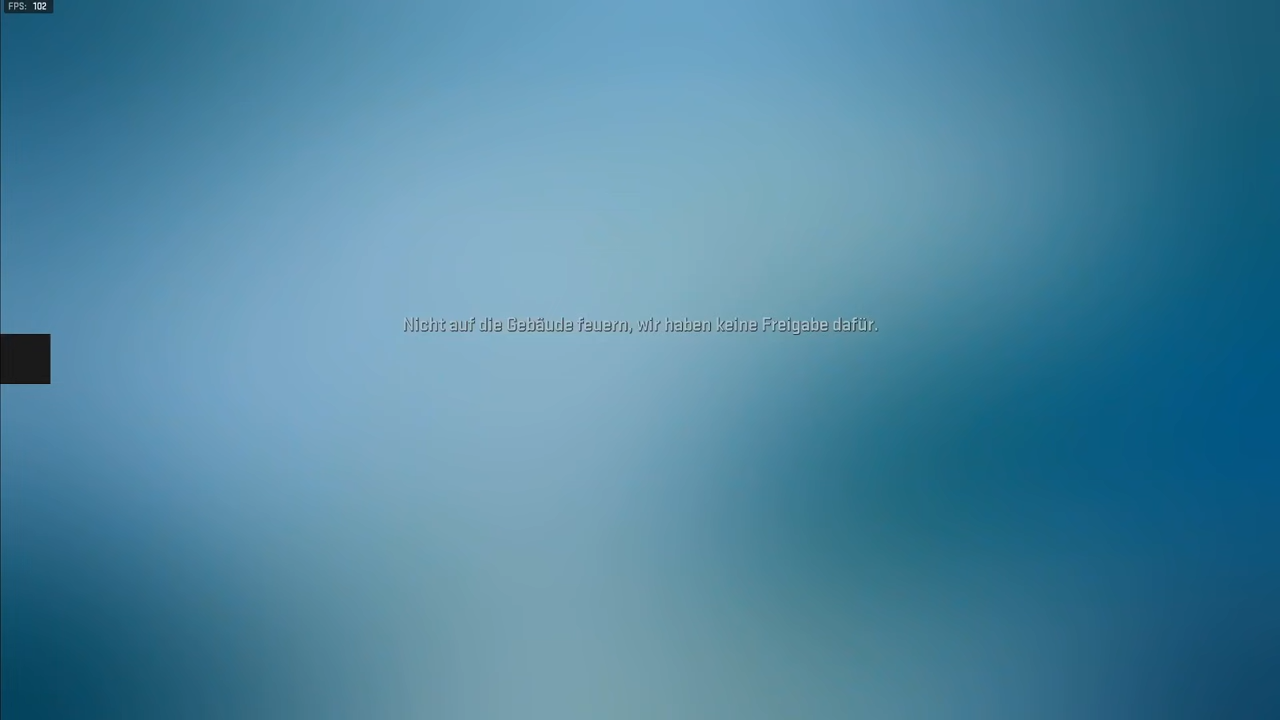 FPS: 102
Nicht auf die Gebäude feuern, wir haben keine Freigabe dafür.